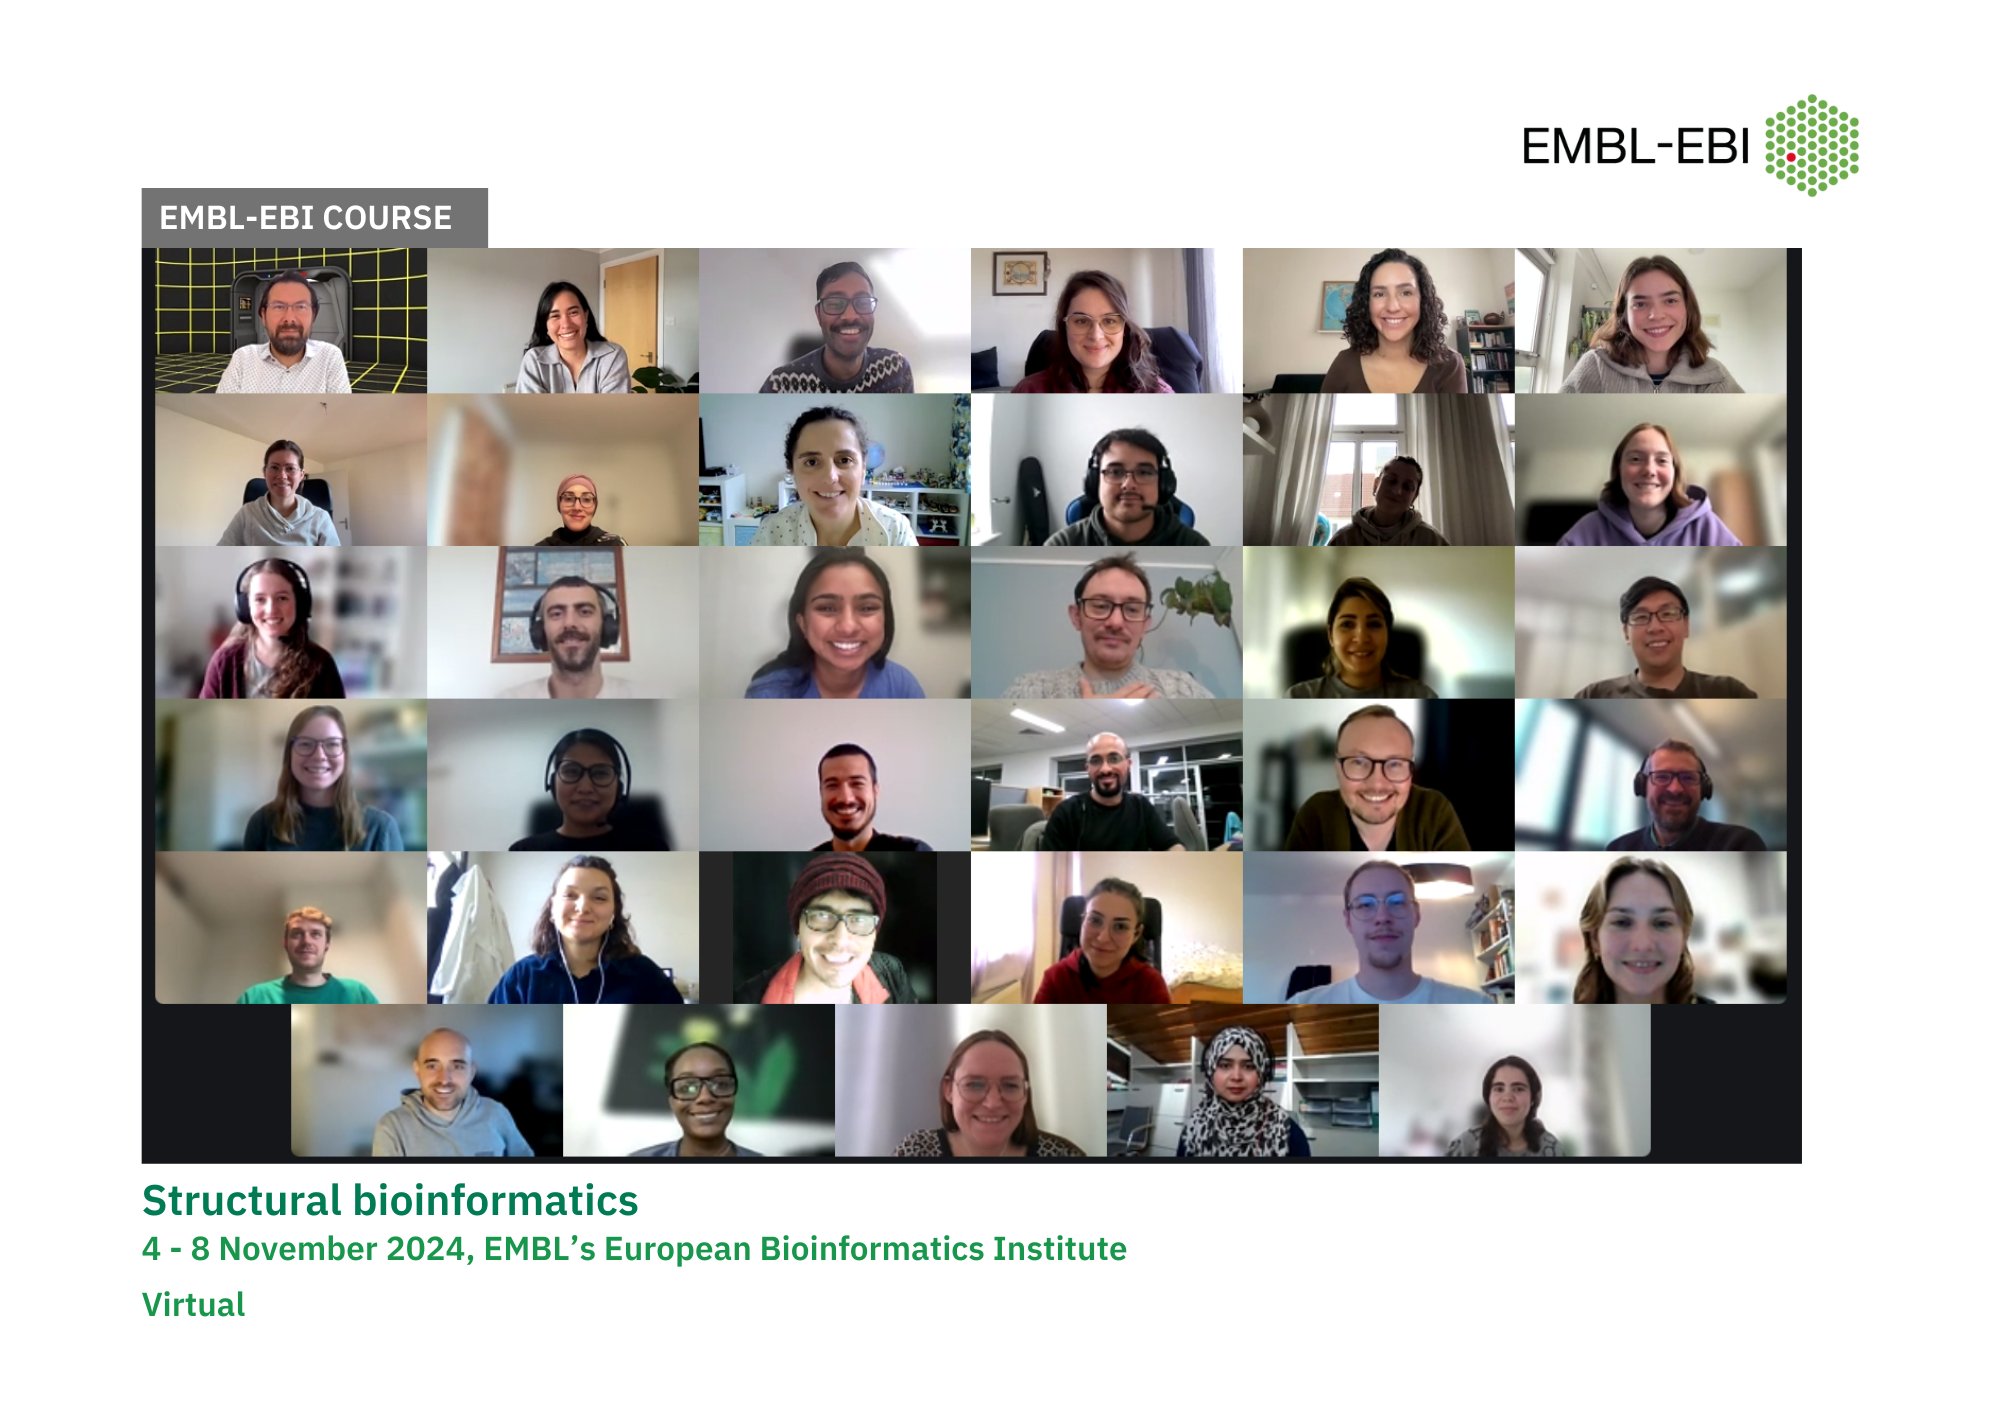 EMBL-EBI
EMBL-EBI COURSE
Structural bioinformatics
4 - 8 November 2024, EMBL’s European Bioinformatics Institute
Virtual